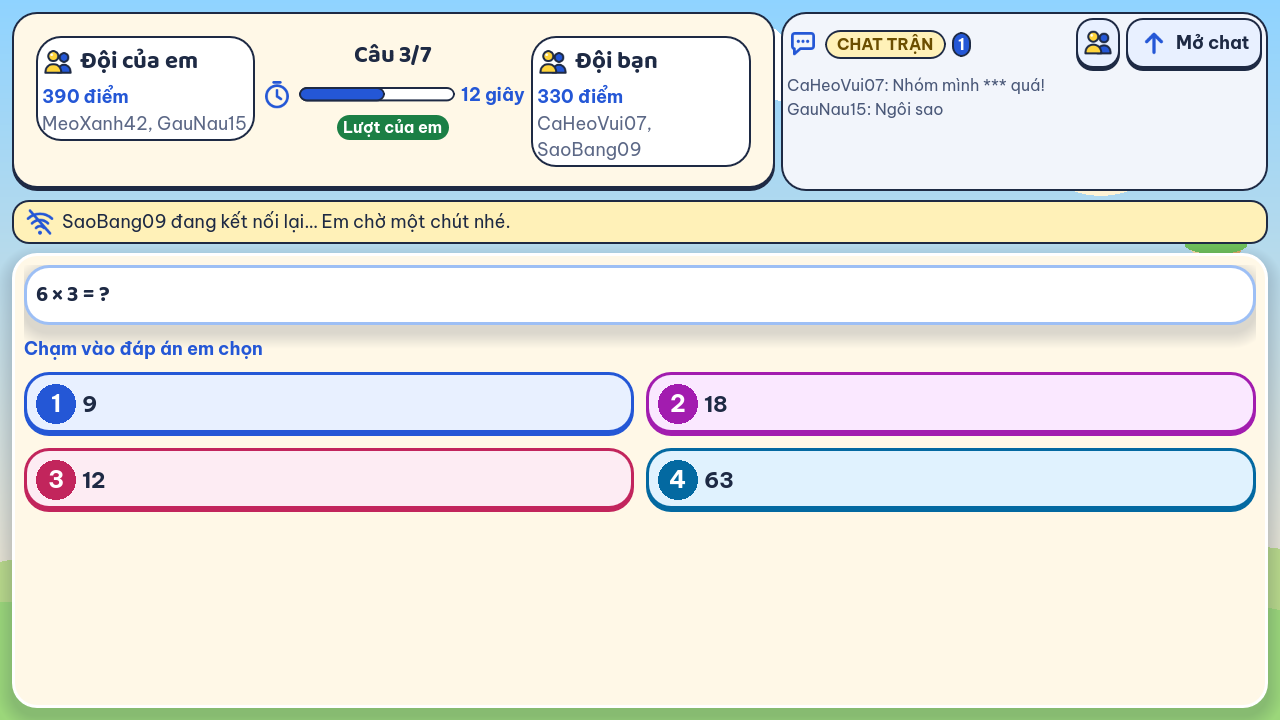 Đội của em
390 điểm
MeoXanh42, GauNau15
Câu 3/7
12 giây
Lượt của em
Đội bạn
330 điểm
CaHeoVui07,
SaoBang09
CHAT TRẬN 1
Mở chat
CaHeoVui07: Nhóm mình *** quá!
GauNau15: Ngôi sao
SaoBang09 đang kết nối lại... Em chờ một chút nhé.
6 × 3 = ?
Chạm vào đáp án em chọn
1 9
2 18
3 12
4 63